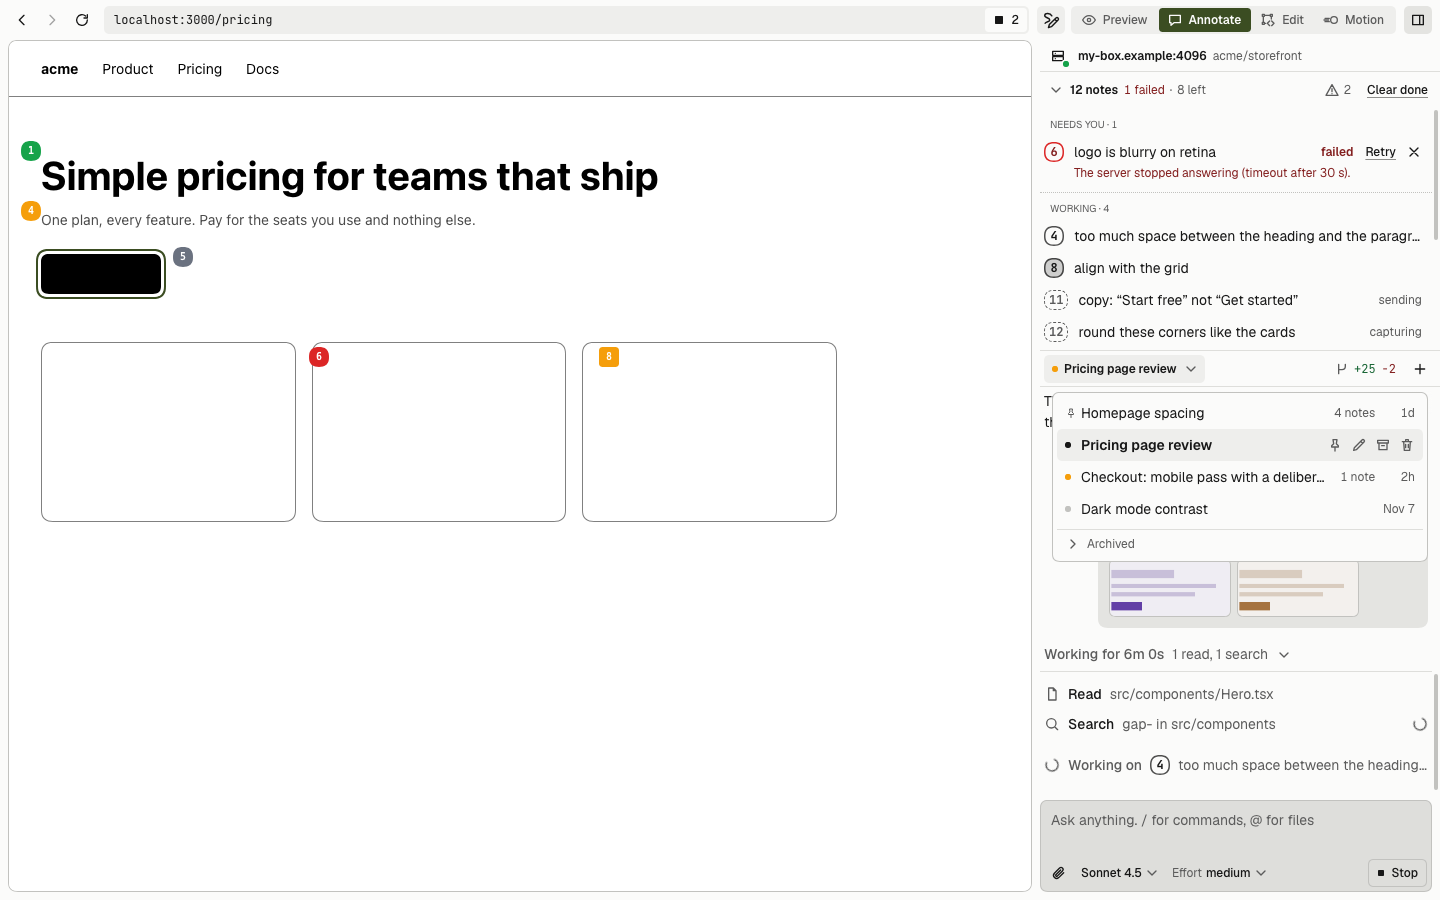 localhost:3000/pricing
2
Preview
Annotate
Edit
Motion
acme
Product
Pricing
Docs
1
Simple pricing for teams that ship
4
One plan, every feature. Pay for the seats you use and nothing else.
5
6
8
my-box.example:4096 acme/storefront
12 notes 1 failed · 8 left
2
Clear done
NEEDS YOU · 1
6 logo is blurry on retina failed Retry
The server stopped answering (timeout after 30 s).
WORKING · 4
4 too much space between the heading and the paragr...
8 align with the grid
11 copy: “Start free” not “Get started” sending
12 round these corners like the cards capturing
Pricing page review
+25 -2
Homepage spacing 4 notes 1d
Pricing page review
Checkout: mobile pass with a deliber... 1 note 2h
Dark mode contrast Nov 7
Archived
Working for 6m 0s 1 read, 1 search
Read src/components/Hero.tsx
Search gap- in src/components
Working on 4 too much space between the heading...
Ask anything. / for commands, @ for files
Sonnet 4.5
Effort medium
Stop